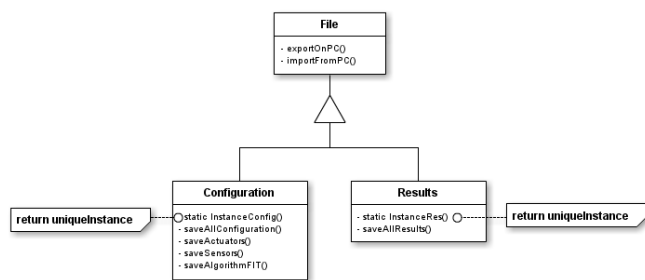 File
- exportOnPC()
- importFromPC()
Configuration
static InstanceConfig()
- saveAllConfiguration()
- saveActuators()
- saveSensors()
- saveAlgorithmFIT()
Results
- static InstanceRes()
- saveAllResults()
return uniqueInstance
return uniqueInstance